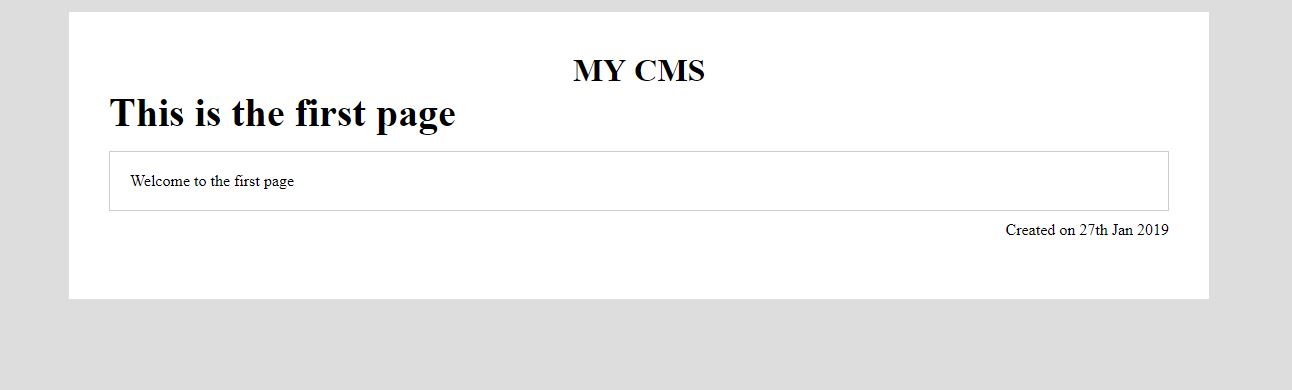 MY CMS
This is the first page
Welcome to the first page
Created on 27th Jan 2019